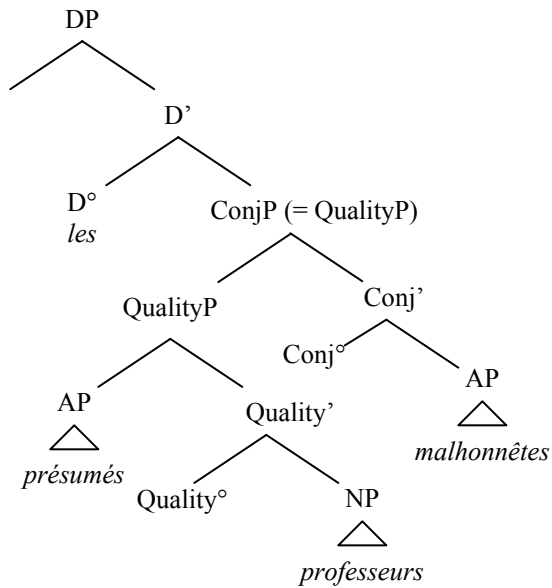 DP
D’
D°
les
ConjP (= QualityP)
QualityP
Conj’
Conj°
AP
malhonnêtes
AP
présumés
Quality’
Quality°
NP
professeurs